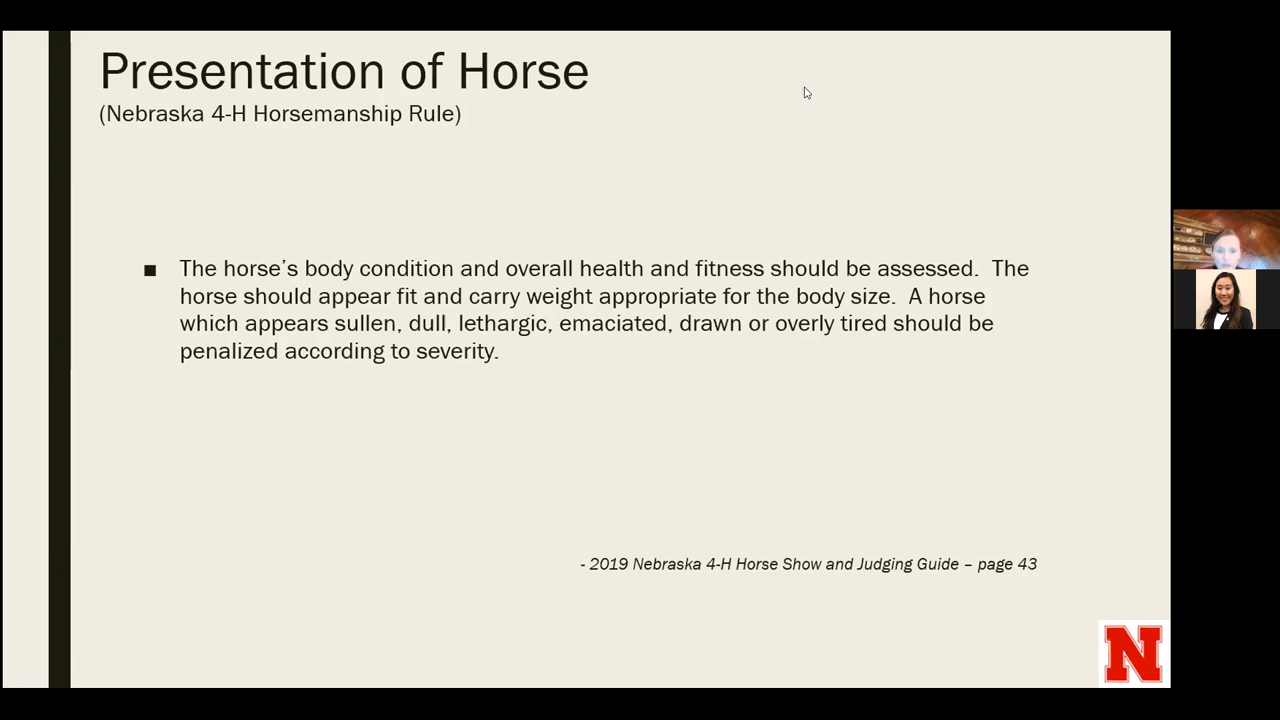 Presentation of Horse
(Nebraska 4-H Horsemanship Rule)
■ The horse’s body condition and overall health and fitness should be assessed.  The
horse should appear fit and carry weight appropriate for the body size.  A horse
which appears sullen, dull, lethargic, emaciated, drawn or overly tired should be
penalized according to severity.
- 2019 Nebraska 4-H Horse Show and Judging Guide – page 43
N